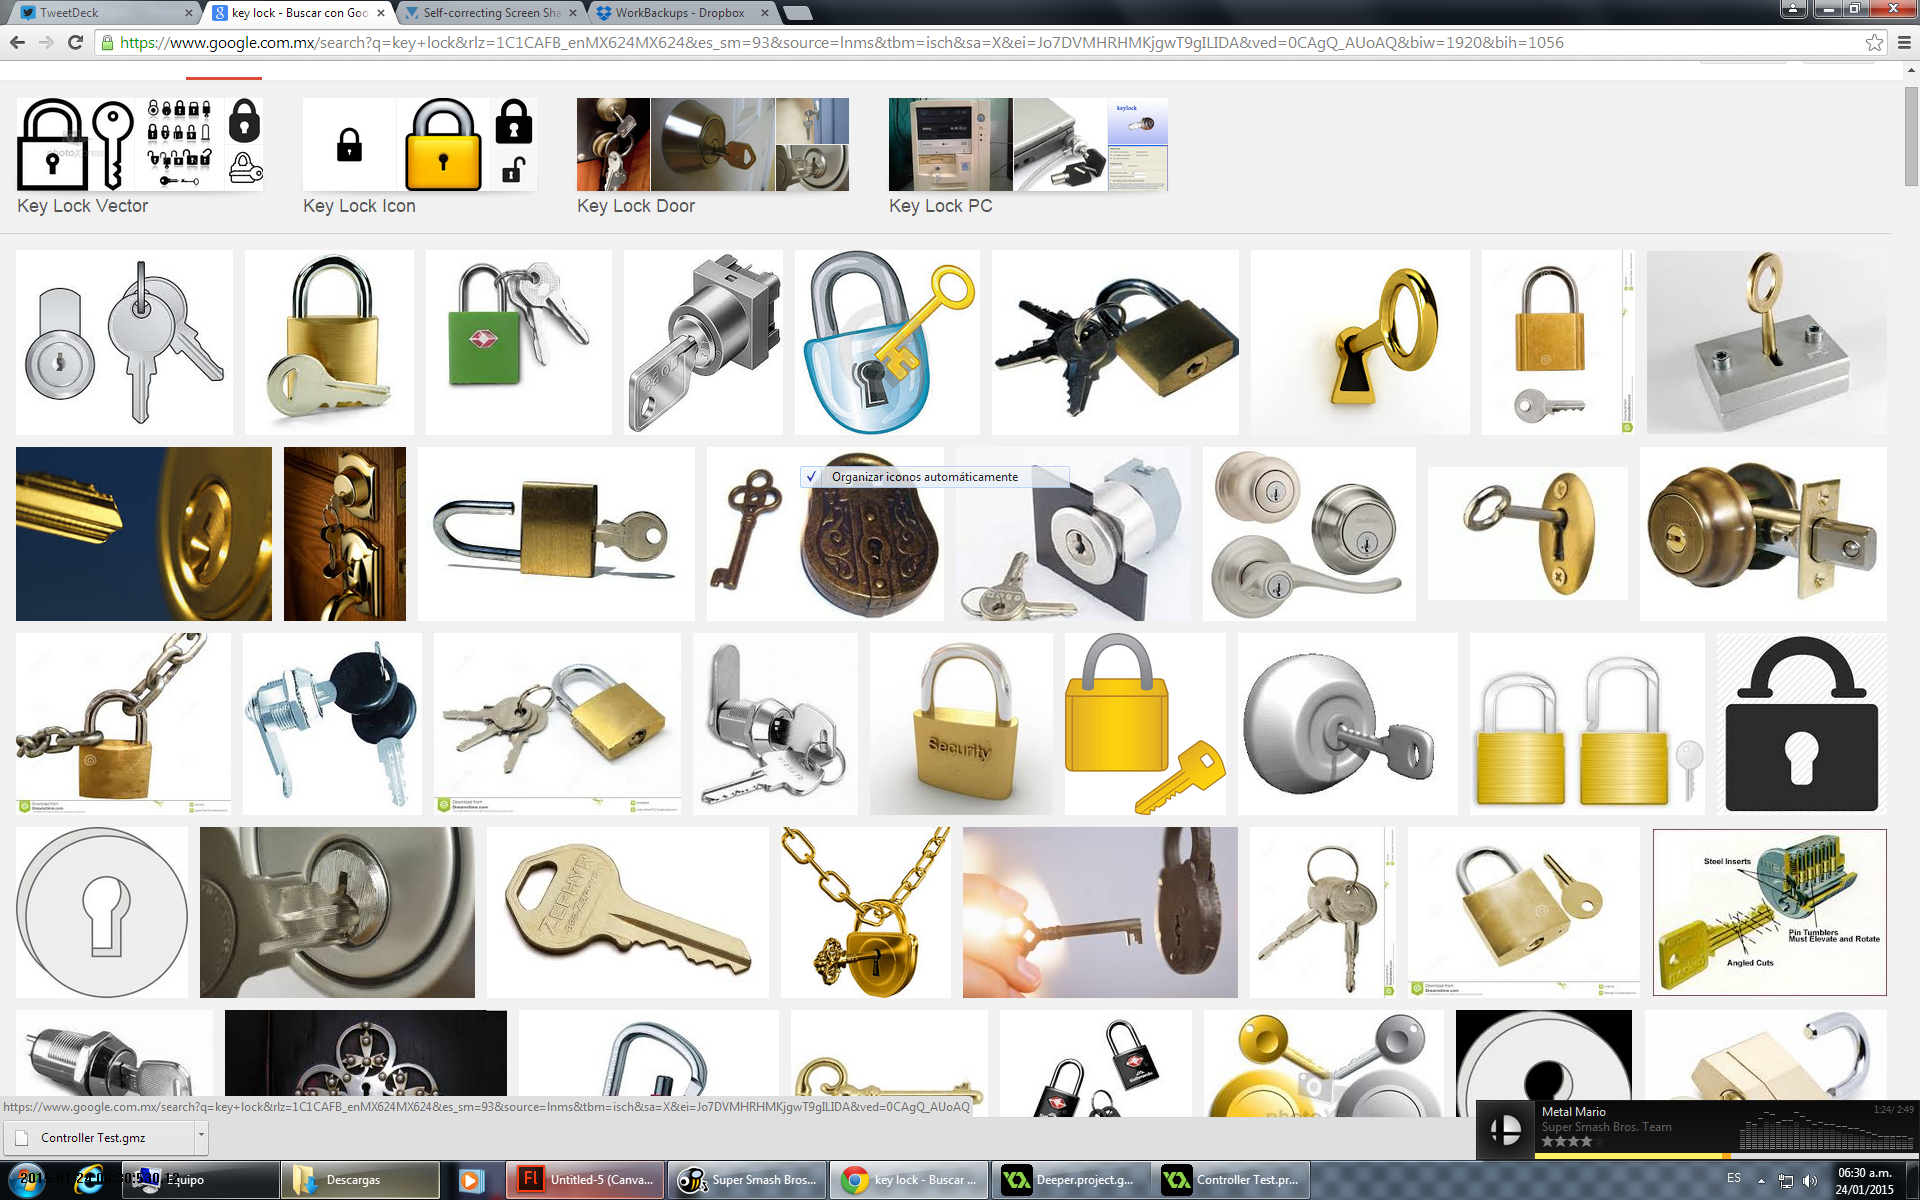 TweetDeck
key lock - Buscar con Goo
Self-correcting Screen Sha
WorkBackups - Dropbox
https://www.google.com.mx/search?q=key+lock&rlz=1C1CAFB_enMX624MX624&es_sm=93&source=lnms&tbm=isch&sa=X&ei=Jo7DVMHRHMKjgwT9gILIDA&ved=0CAgQ_AUoAQ&biw=1920&bih=1056
keylock
Key Lock Vector
Key Lock Icon
Key Lock Door
Key Lock PC
Organizar iconos automáticamente
Security
ZEPHYR
Steel Inserts
Pin Tumblers
Must Elevate and Rotate
Angled Cuts
https://www.google.com.mx/search?q=key+lock&rlz=1C1CAFB_enMX624MX624&es_sm=93&source=lnms&tbm=isch&sa=X&ei=Jo7DVMHRHMKjgwT9gILIDA&ved=0CAgQ_AUoAQ
Controller Test.gmz
Metal Mario
1:24/ 2:49
Super Smash Bros. Team
Equipo
Descargas
Untitled-5 (Canva...
Super Smash Bros...
key lock - Buscar ...
Deeper.project.g...
Controller Test.pr...
ES
06:30 a.m.
24/01/2015